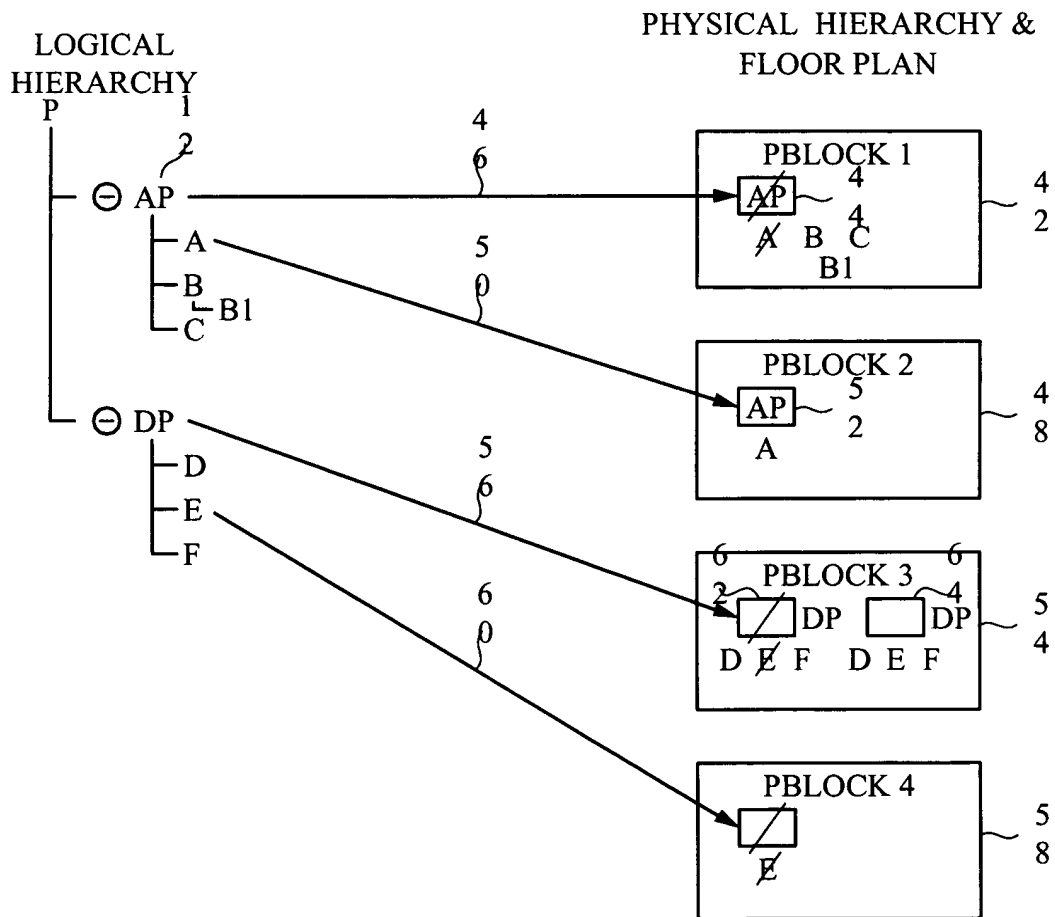 LOGICAL
HIERARCHY
PHYSICAL HIERARCHY &
FLOOR PLAN
P
12
AP
A
B
B1
C
DP
D
E
F
46
50
56
60
PBLOCK 1
AP
44
A B C
B1
42
PBLOCK 2
AP
52
A
48
PBLOCK 3
62
DP
64
DP
D E F
D E F
54
PBLOCK 4
E
58